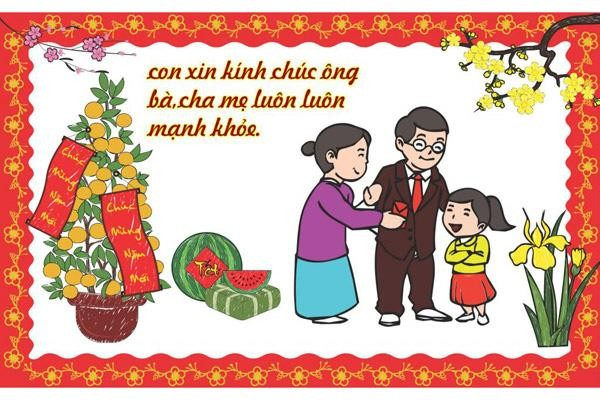 con xin kính chúc ông
bà,cha mẹ luôn luôn
mạnh khỏe.
Chúc
Mừng
Năm
Mới
Chúc
Mừng
Năm
Mới
Tết